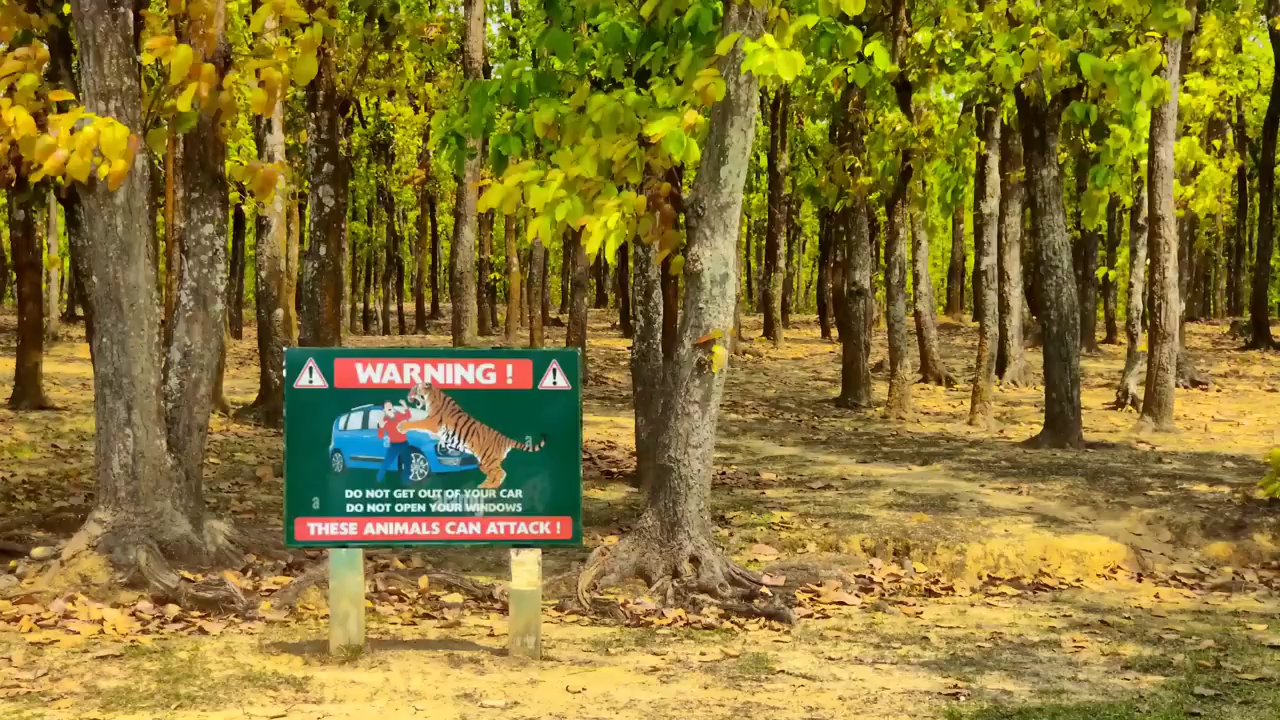 WARNING !
DO NOT GET OUT OF YOUR CAR
DO NOT OPEN YOUR WINDOWS
THESE ANIMALS CAN ATTACK !